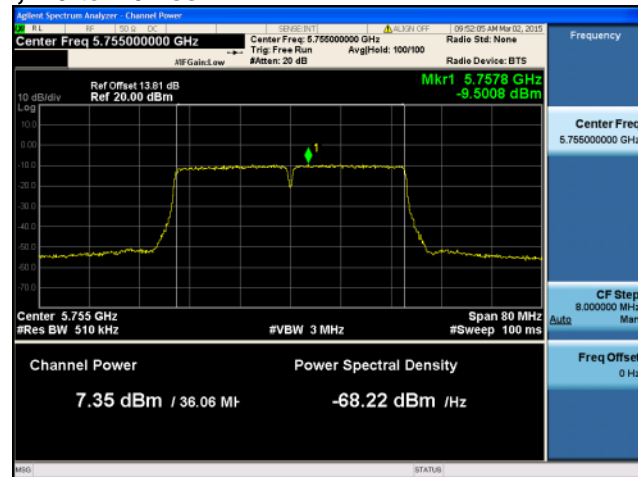 Agilent Spectrum Analyzer - Channel Power
RL RF 50 Ω DC SENSE:INT ALIGN OFF 09:52:05 AM Mar 02, 2015
Center Freq 5.755000000 GHz
Center Freq: 5.755000000 GHz
Radio Std: None
Trig: Free Run Avg|Hold: 100/100
#IFGain:Low #Atten: 20 dB Radio Device: BTS
Mkr1 5.7578 GHz
-9.5008 dBm
Ref Offset 13.81 dB
10 dB/div Ref 20.00 dBm
Log
10.0
0.00
-10.0
-20.0
-30.0
-40.0
-50.0
-60.0
-70.0
1
Center 5.755 GHz Span 80 MHz
#Res BW 510 kHz #VBW 3 MHz #Sweep 100 ms
Channel Power Power Spectral Density
7.35 dBm / 36.06 MH -68.22 dBm /Hz
MSG STATUS
Frequency
Center Freq
5.755000000 GHz
CF Step
8.000000 MHz
Auto Man
Freq Offset
0 Hz